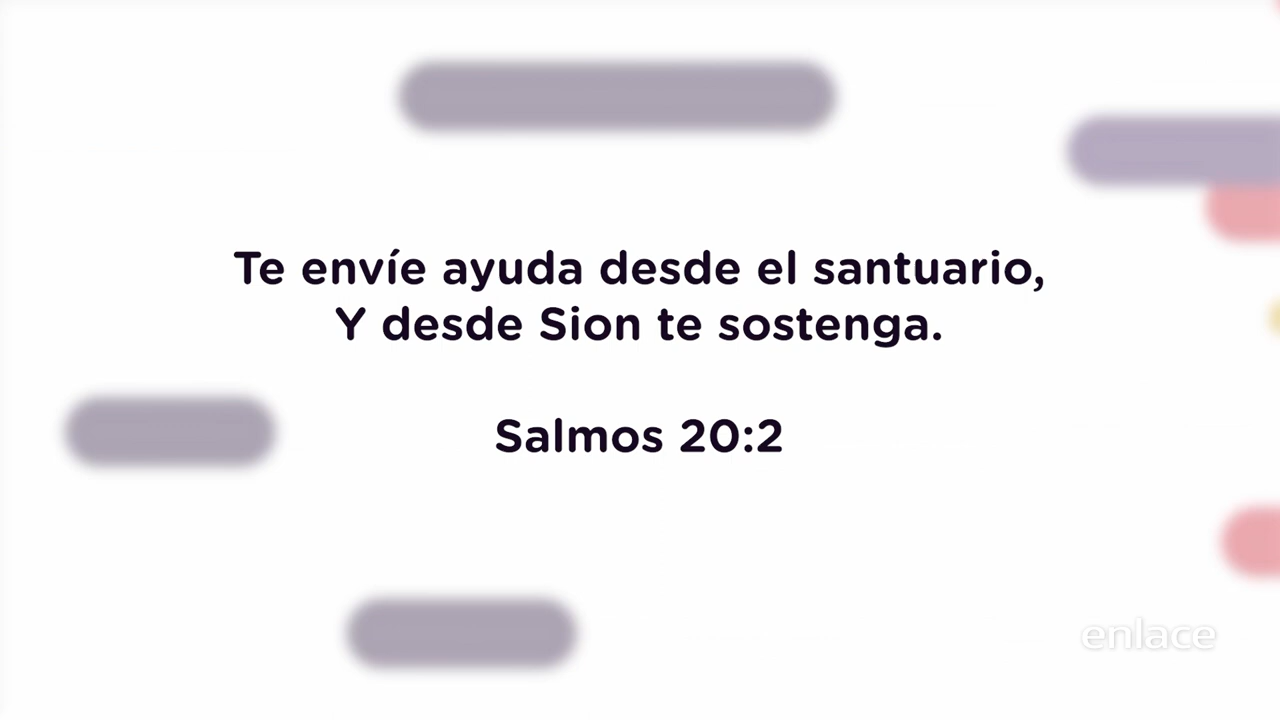 Te envíe ayuda desde el santuario,
Y desde Sion te sostenga.
Salmos 20:2
enlace